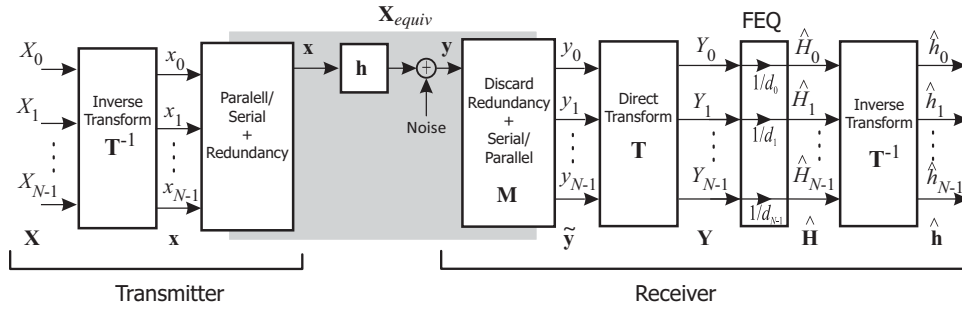 X_equiv
FEQ
X_0 x_0 x h y y_0 Y_0 1/d_0 Ĥ_0 ĥ_0
X_1 x_1 y_1 Y_1 1/d_1 Ĥ_1 ĥ_1
X_N-1 x_N-1 y_N-1 Y_N-1 1/d_N-1 Ĥ_N-1 ĥ_N-1
Inverse
Transform
T^-1
Paralell/
Serial
+
Redundancy
+
Noise
Discard
Redundancy
+
Serial/
Parallel
M
Direct
Transform
T
Inverse
Transform
T^-1
X x ỹ Y Ĥ ĥ
Transmitter
Receiver